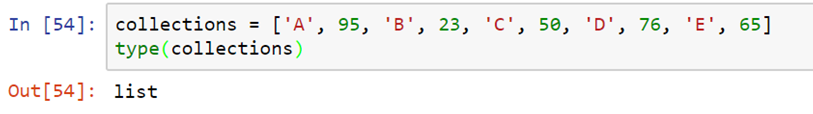 In [54]: collections = ['A', 95, 'B', 23, 'C', 50, 'D', 76, 'E', 65]
type(collections)
Out[54]: list